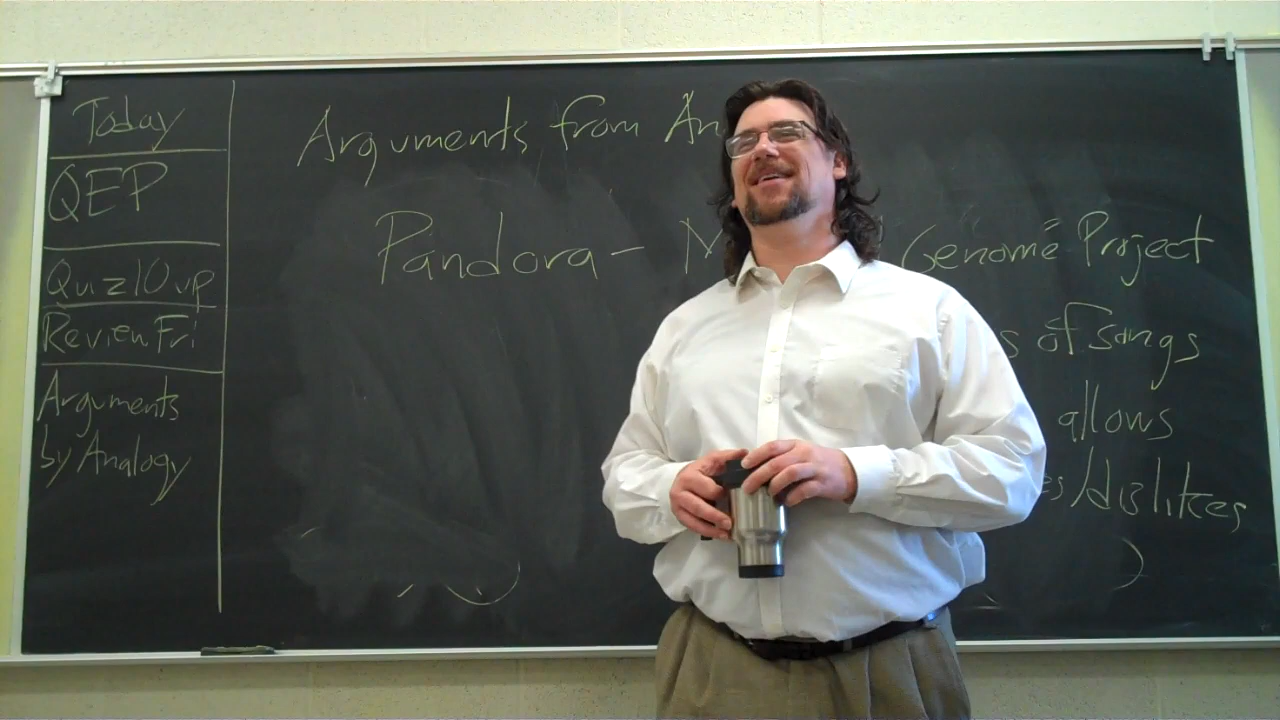 Today
QEP
Quiz 10 up
Review Fri
Arguments
by Analogy
Arguments from An
Pandora - M Genome Project
s of songs
allows
es/dislikes